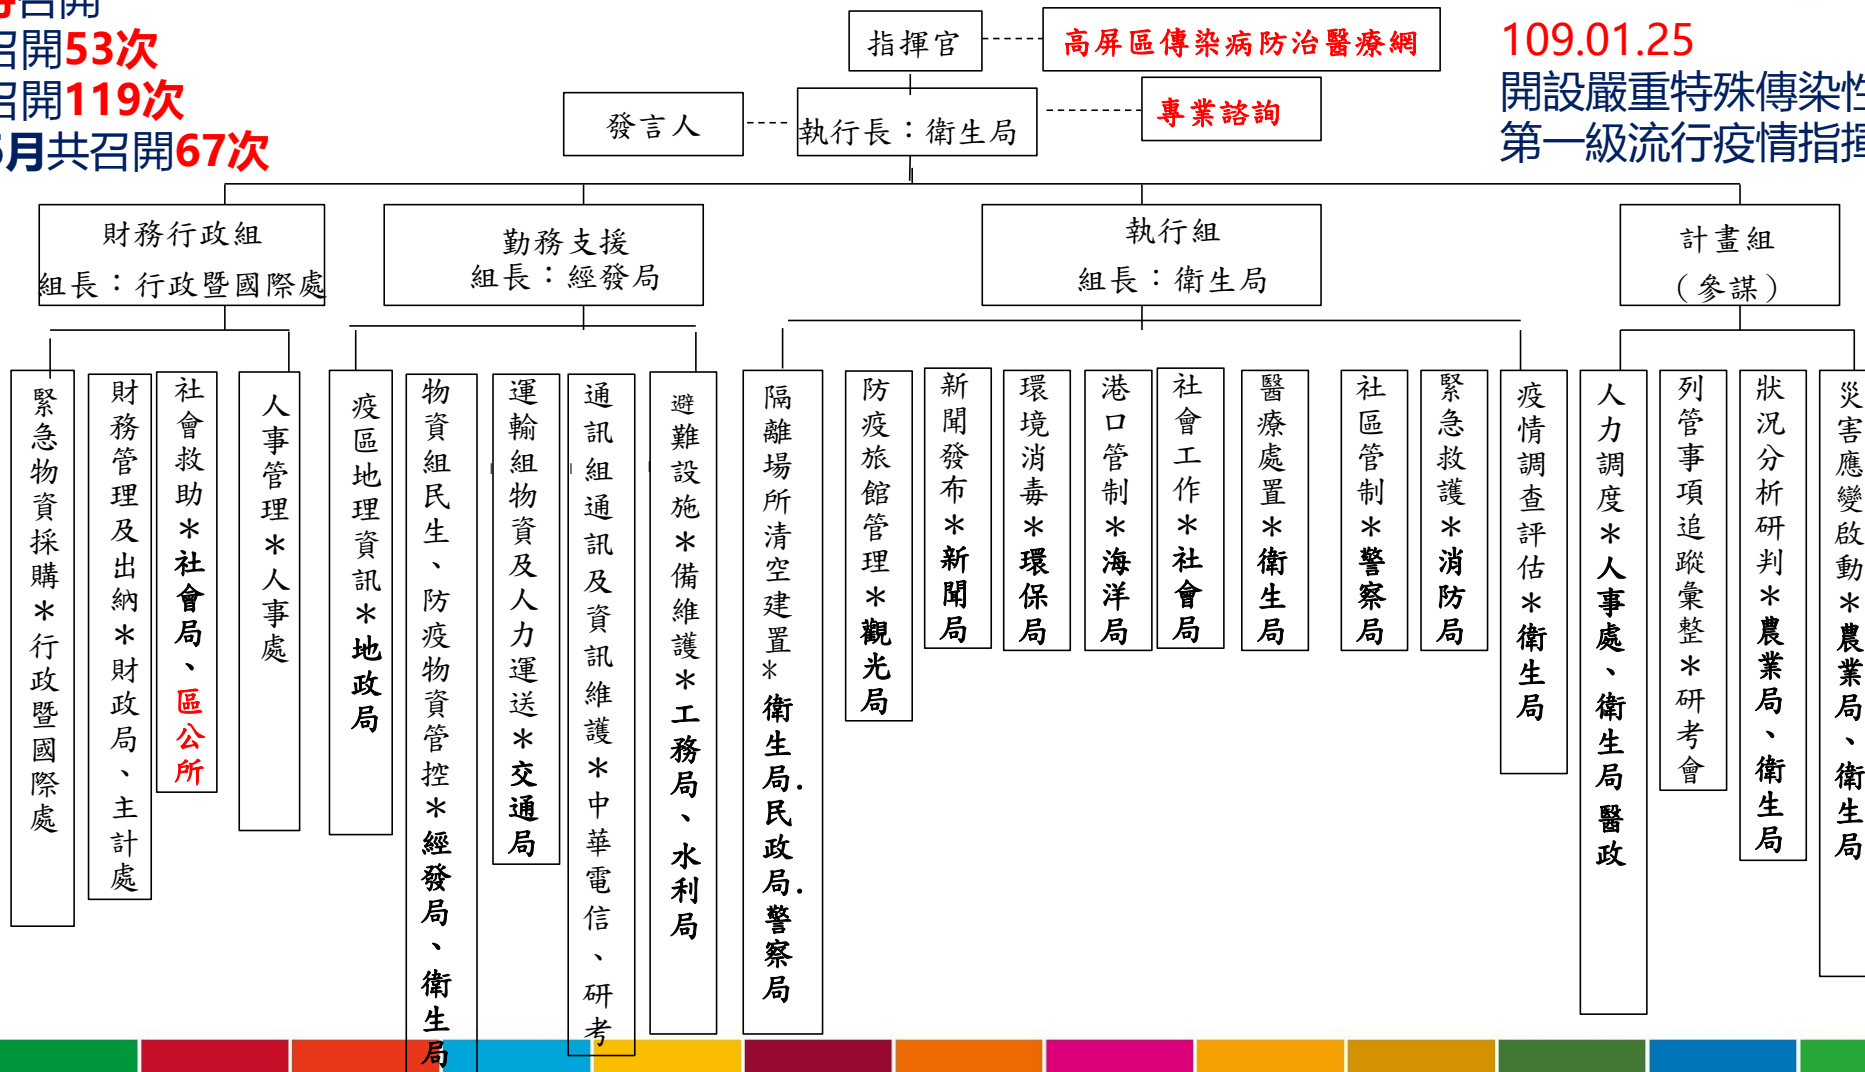 召開
召開53次
召開119次
月共召開67次
指揮官
高屏區傳染病防治醫療網
109.01.25
開設嚴重特殊傳染性
第一級流行疫情指揮
發言人
執行長：衛生局
專業諮詢
財務行政組
組長：行政暨國際處
勤務支援
組長：經發局
執行組
組長：衛生局
計畫組
（參謀）
緊急物資採購＊行政暨國際處
財務管理及出納＊財政局、主計處
社會救助＊社會局、區公所
人事管理＊人事處
疫區地理資訊＊地政局
物資組民生、防疫物資管控＊經發局、衛生局
運輸組物資及人力運送＊交通局
通訊組通訊及資訊維護＊中華電信、研考
避難設施＊備維護＊工務局、水利局
隔離場所清空建置*衛生局.民政局.警察局
防疫旅館管理＊觀光局
新聞發布＊新聞局
環境消毒＊環保局
港口管制＊海洋局
社會工作＊社會局
醫療處置＊衛生局
社區管制＊警察局
緊急救護＊消防局
疫情調查評估＊衛生局
人力調度＊人事處、衛生局醫政
列管事項追蹤彙整＊研考會
狀況分析研判＊農業局、衛生局
災害應變啟動＊農業局、衛生局